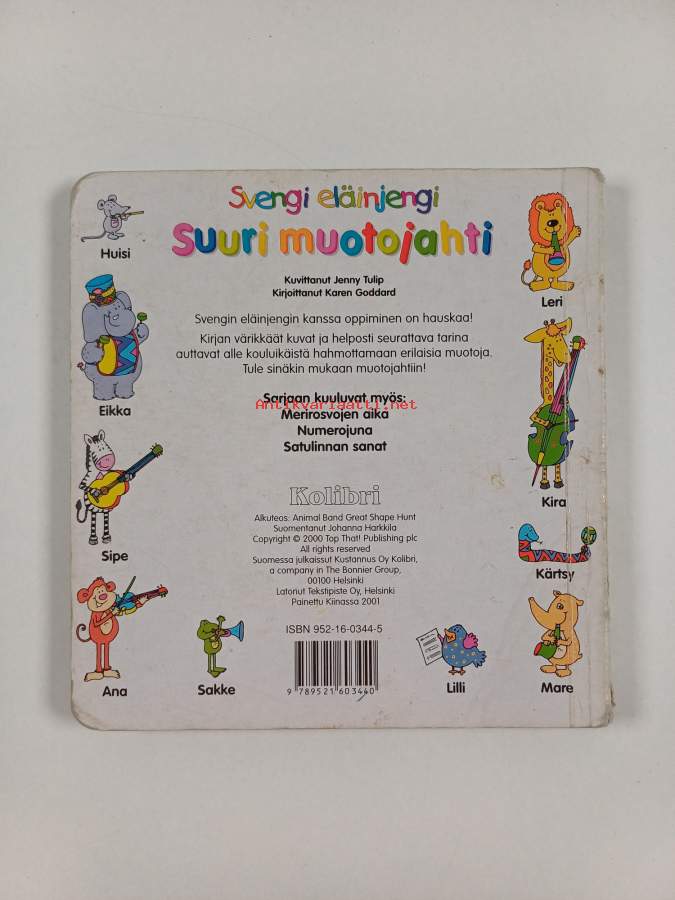 Svengi eläinjengi
Suuri muotojahti
Huisi
Leri
Kuvittanut Jenny Tulip
Kirjoittanut Karen Goddard
Svengin eläinjengin kanssa oppiminen on hauskaa!
Kirjan värikkäät kuvat ja helposti seurattava tarina
auttavat alle kouluikäistä hahmottamaan erilaisia muotoja.
Tule sinäkin mukaan muotojahtiin!
Eikka
Sarjaan kuuluvat myös:
Antikvariaatti.net
Merirosvojen aika
Numerojuna
Satulinnan sanat
Kolibri
Kira
Alkuteos: Animal Band Great Shape Hunt
Suomentanut Johanna Harkkila
Copyright © 2000 Top That! Publishing plc
All rights reserved
Suomessa julkaissut Kustannus Oy Kolibri,
a company in The Bonnier Group,
00100 Helsinki
Latonut Tekstipiste Oy, Helsinki
Painettu Kiinassa 2001
Sipe
Kärtsy
ISBN 952-16-0344-5
9 789521 603440
Ana
Sakke
Lilli
Mare